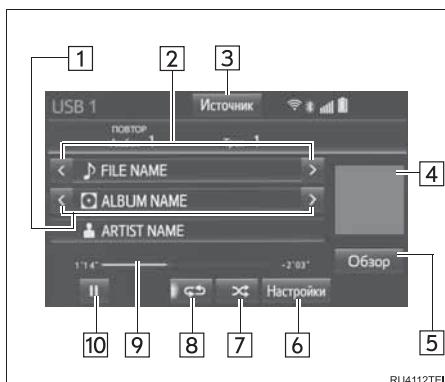 1 2 3
USB 1 Источник
ПОВТОР
1 1
< FILE NAME > 4
< ALBUM NAME >
ARTIST NAME
1'14" -2'03" Обзор
Настройки
10 9 8 7 6 5
RU4112TEL